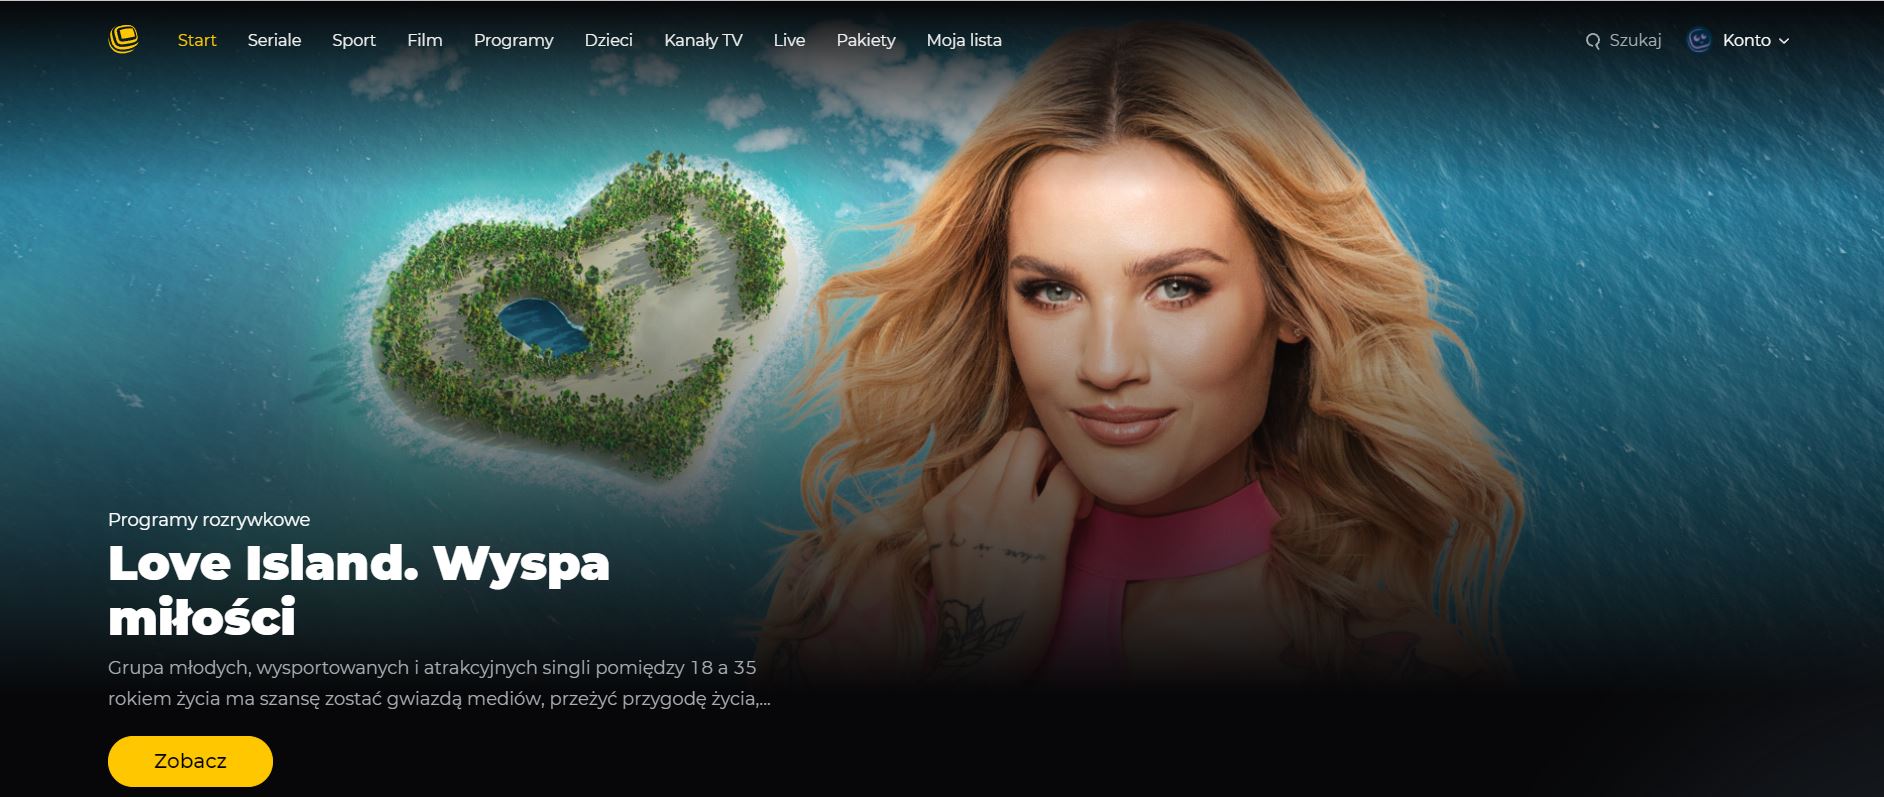 Start Seriale Sport Film Programy Dzieci Kanały TV Live Pakiety Moja lista Szukaj Konto
Programy rozrywkowe
Love Island. Wyspa
miłości
Grupa młodych, wysportowanych i atrakcyjnych singli pomiędzy 18 a 35
rokiem życia ma szansę zostać gwiazdą mediów, przeżyć przygodę życia,...
Zobacz